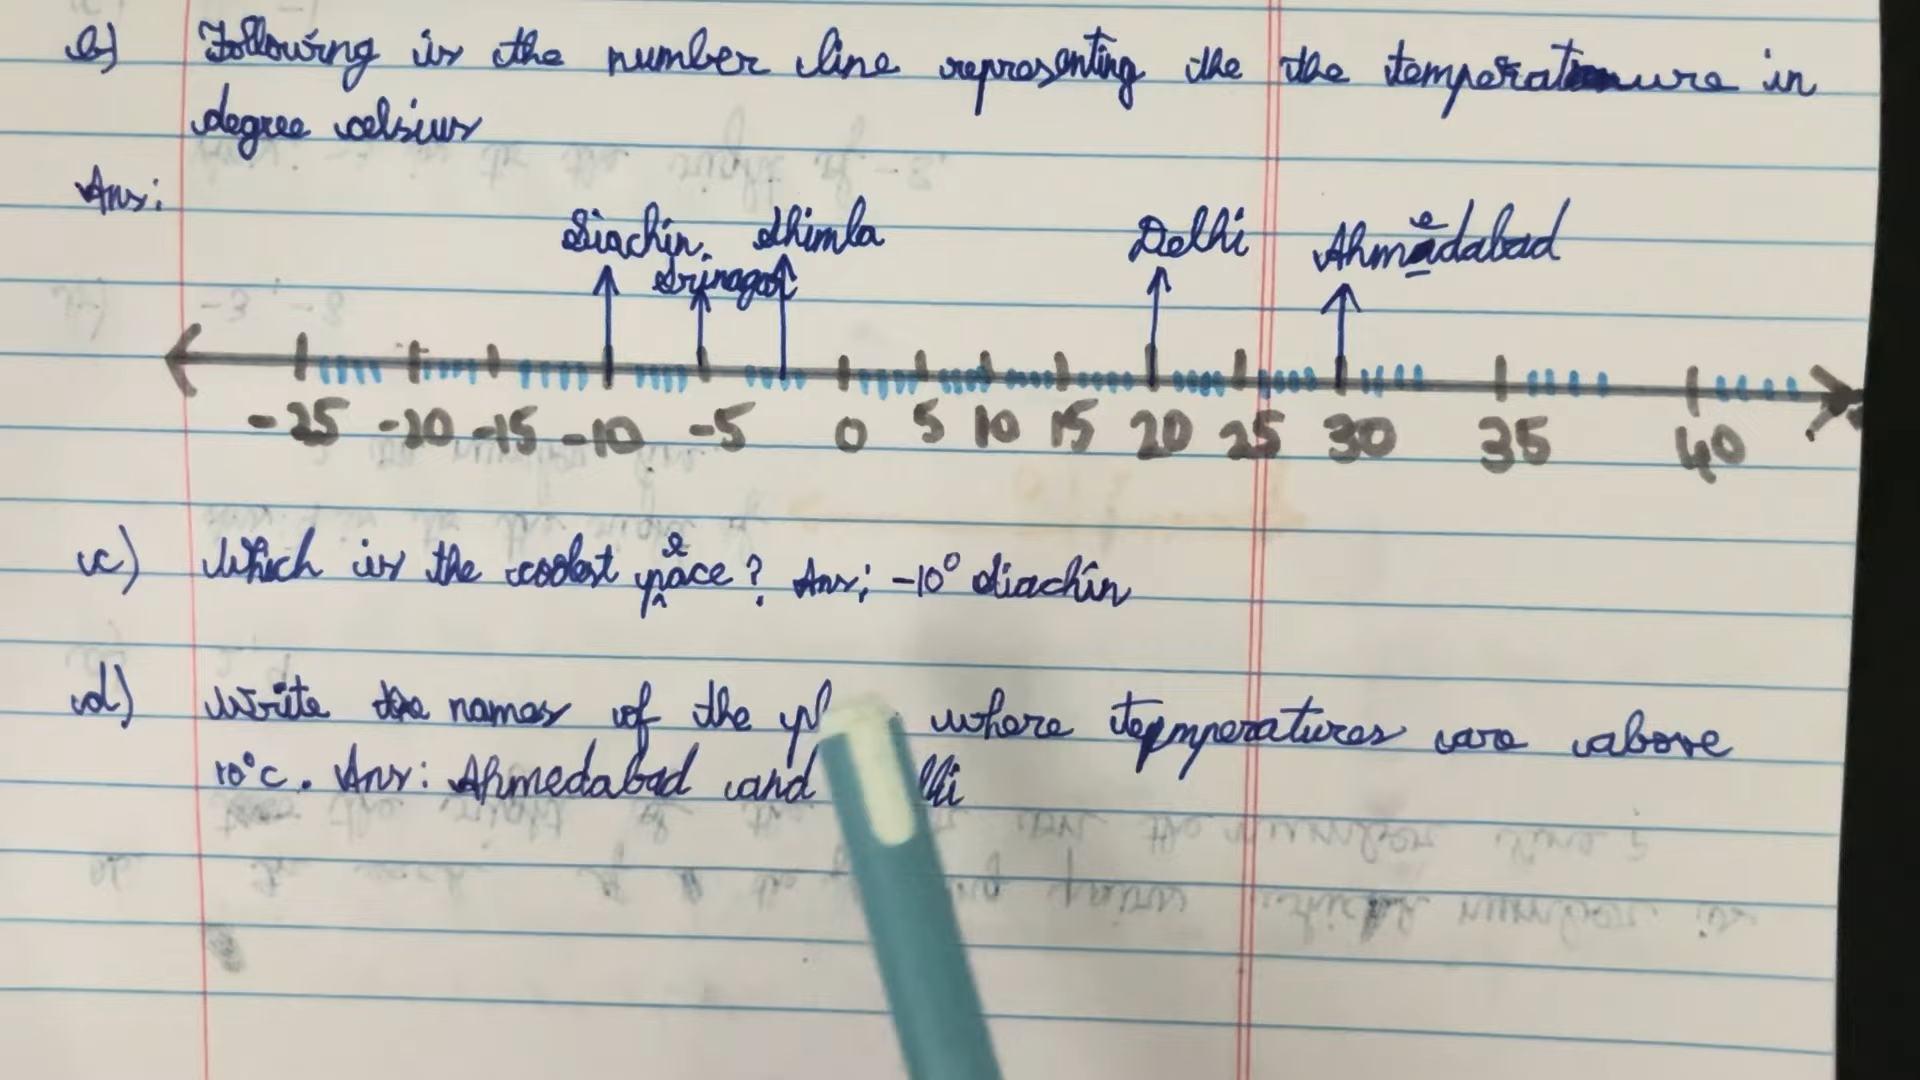 b) Following is the number line representing the the temperature in
degree celsius
Ans:
Siachin Shimla Delhi Ahmedabad
Srinagar
-25 -20 -15 -10 -5 0 5 10 15 20 25 30 35 40
c) Which is the coolest place? Ans: -10° Siachin
d) Write the names of the where tepmperatures are above
10°C. Ans: Ahmedabad and